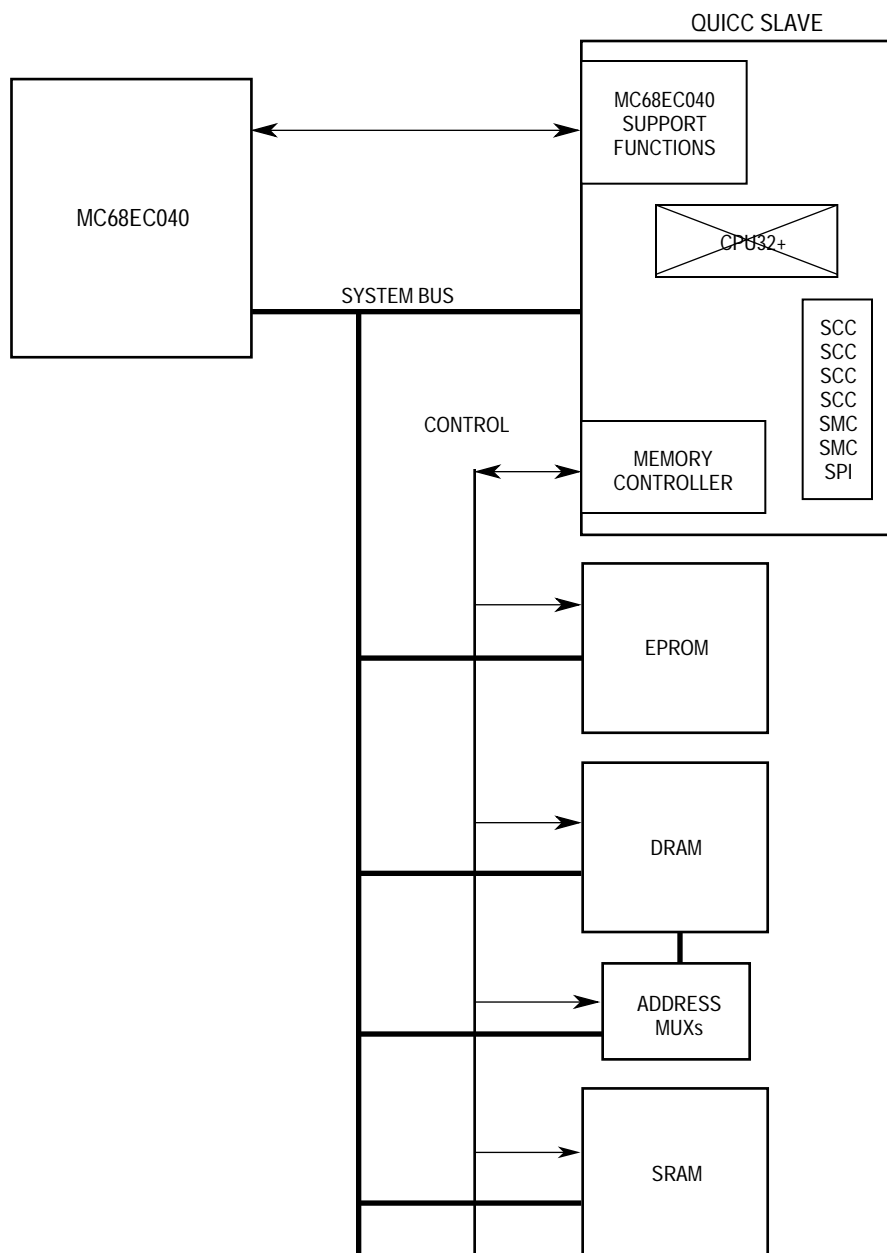 QUICC SLAVE
MC68EC040
SUPPORT
FUNCTIONS
MC68EC040
CPU32+
SYSTEM BUS
SCC
SCC
SCC
SCC
SMC
SMC
SPI
CONTROL
MEMORY
CONTROLLER
EPROM
DRAM
ADDRESS
MUXs
SRAM